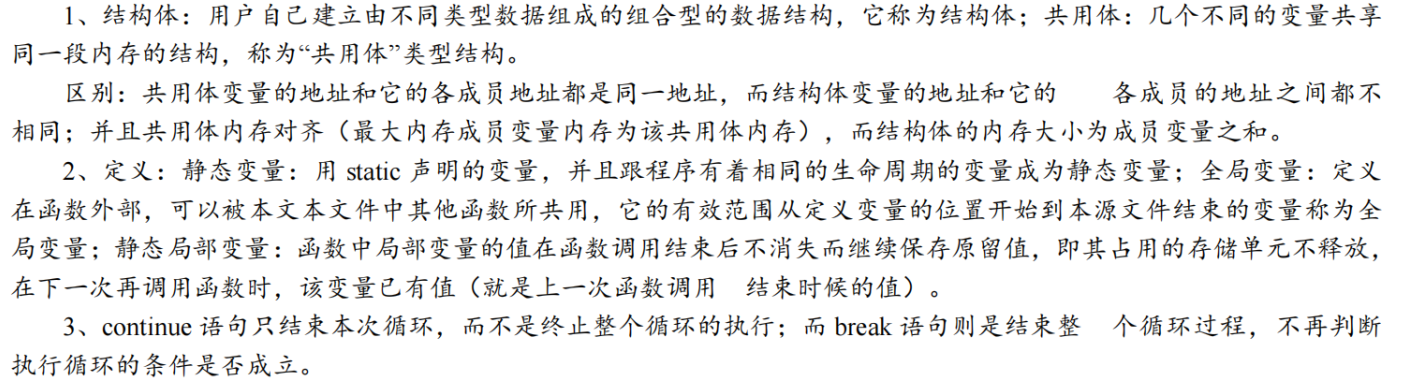 1、结构体：用户自己建立由不同类型数据组成的组合型的数据结构，它称为结构体；共用体：几个不同的变量共享
同一段内存的结构，称为“共用体”类型结构。
区别：共用体变量的地址和它的各成员地址都是同一地址，而结构体变量的地址和它的　　各成员的地址之间都不
相同；并且共用体内存对齐（最大内存成员变量内存为该共用体内存），而结构体的内存大小为成员变量之和。
2、定义：静态变量：用 static 声明的变量，并且跟程序有着相同的生命周期的变量成为静态变量；全局变量：定义
在函数外部，可以被本文本文件中其他函数所共用，它的有效范围从定义变量的位置开始到本源文件结束的变量称为全
局变量；静态局部变量：函数中局部变量的值在函数调用结束后不消失而继续保存原留值，即其占用的存储单元不释放，
在下一次再调用函数时，该变量已有值（就是上一次函数调用　结束时候的值）。
3、continue 语句只结束本次循环，而不是终止整个循环的执行；而 break 语句则是结束整　个循环过程，不再判断
执行循环的条件是否成立。